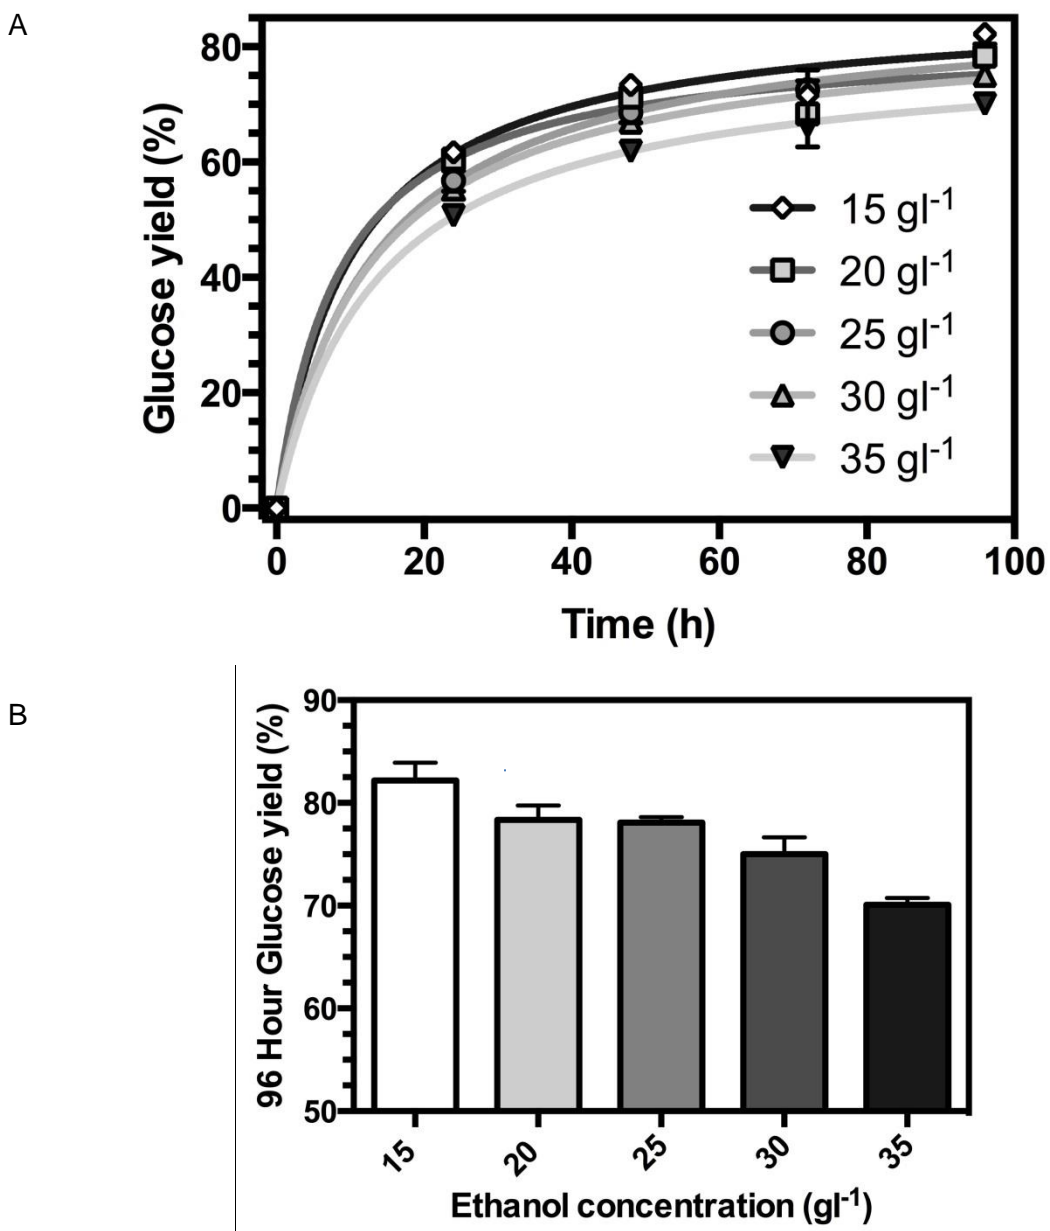 A
Glucose yield (%)
80
60
40
20
0
15 gl-1
20 gl-1
25 gl-1
30 gl-1
35 gl-1
0 20 40 60 80 100
Time (h)
B
96 Hour Glucose yield (%)
90
80
70
60
50
15 20 25 30 35
Ethanol concentration (gl-1)